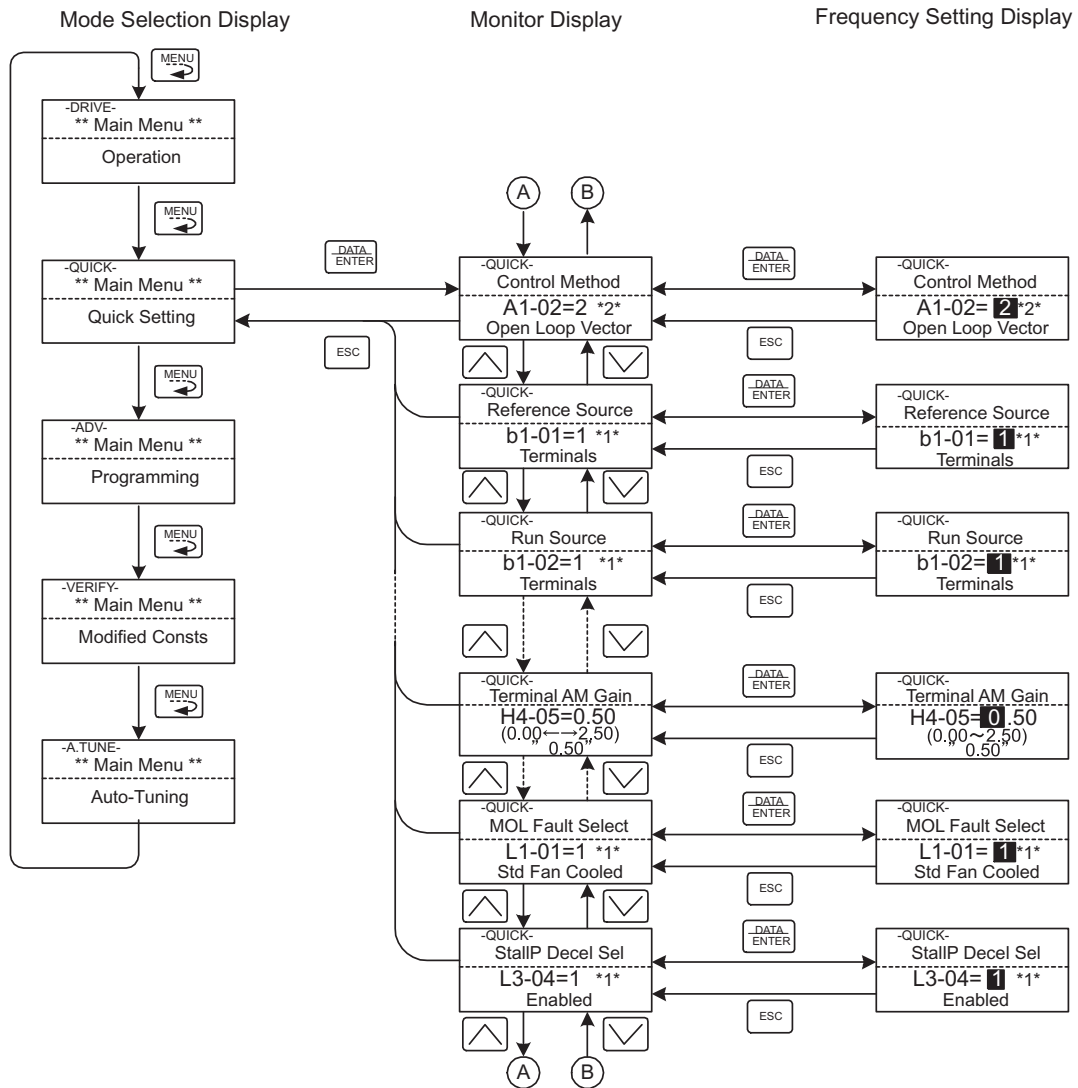 Mode Selection Display
Monitor Display
Frequency Setting Display
MENU
-DRIVE-
** Main Menu **
Operation
MENU
-QUICK-
** Main Menu **
Quick Setting
MENU
-ADV-
** Main Menu **
Programming
MENU
-VERIFY-
** Main Menu **
Modified Consts
MENU
-A.TUNE-
** Main Menu **
Auto-Tuning
DATA
ENTER
ESC
A
B
-QUICK-
Control Method
A1-02=2 *2*
Open Loop Vector
DATA
ENTER
ESC
-QUICK-
Control Method
A1-02= 2 *2*
Open Loop Vector
-QUICK-
Reference Source
b1-01=1 *1*
Terminals
DATA
ENTER
ESC
-QUICK-
Reference Source
b1-01= 1 *1*
Terminals
-QUICK-
Run Source
b1-02=1 *1*
Terminals
DATA
ENTER
ESC
-QUICK-
Run Source
b1-02= 1 *1*
Terminals
-QUICK-
Terminal AM Gain
H4-05=0.50
(0.00←→2.50)
” 0.50”
DATA
ENTER
ESC
-QUICK-
Terminal AM Gain
H4-05= 0 .50
(0.00~2.50)
” 0.50”
-QUICK-
MOL Fault Select
L1-01=1 *1*
Std Fan Cooled
DATA
ENTER
ESC
-QUICK-
MOL Fault Select
L1-01= 1 *1*
Std Fan Cooled
-QUICK-
StallP Decel Sel
L3-04=1 *1*
Enabled
DATA
ENTER
ESC
-QUICK-
StallP Decel Sel
L3-04= 1 *1*
Enabled
A
B